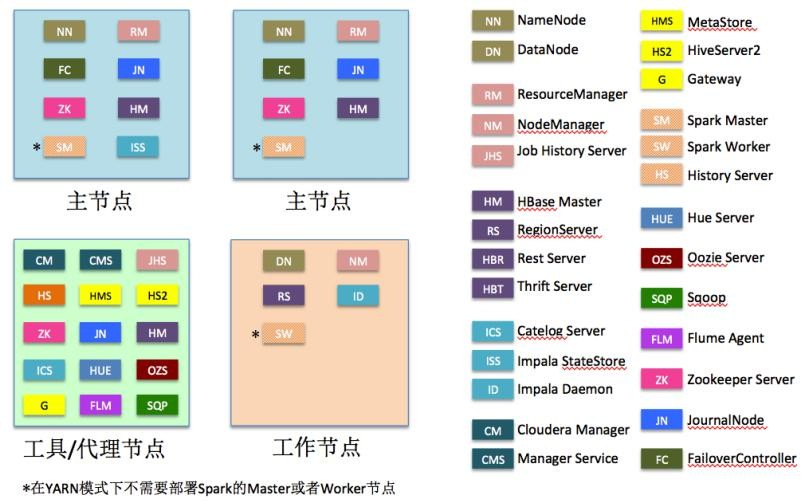 NN RM
FC JN
ZK HM
* SM ISS
主节点
NN RM
FC JN
ZK HM
* SM
主节点
CM CMS JHS
HS HMS HS2
ZK JN HM
ICS HUE OZS
G FLM SQP
工具/代理节点
DN NM
RS ID
* SW
工作节点
*在YARN模式下不需要部署Spark的Master或者Worker节点
NN NameNode
DN DataNode
RM ResourceManager
NM NodeManager
JHS Job History Server
HM HBase Master
RS RegionServer
HBR Rest Server
HBT Thrift Server
ICS Catelog Server
ISS Impala StateStore
ID Impala Daemon
CM Cloudera Manager
CMS Manager Service
HMS MetaStore
HS2 HiveServer2
G Gateway
SM Spark Master
SW Spark Worker
HS History Server
HUE Hue Server
OZS Oozie Server
SQP Sqoop
FLM Flume Agent
ZK Zookeeper Server
JN JournalNode
FC FailoverController